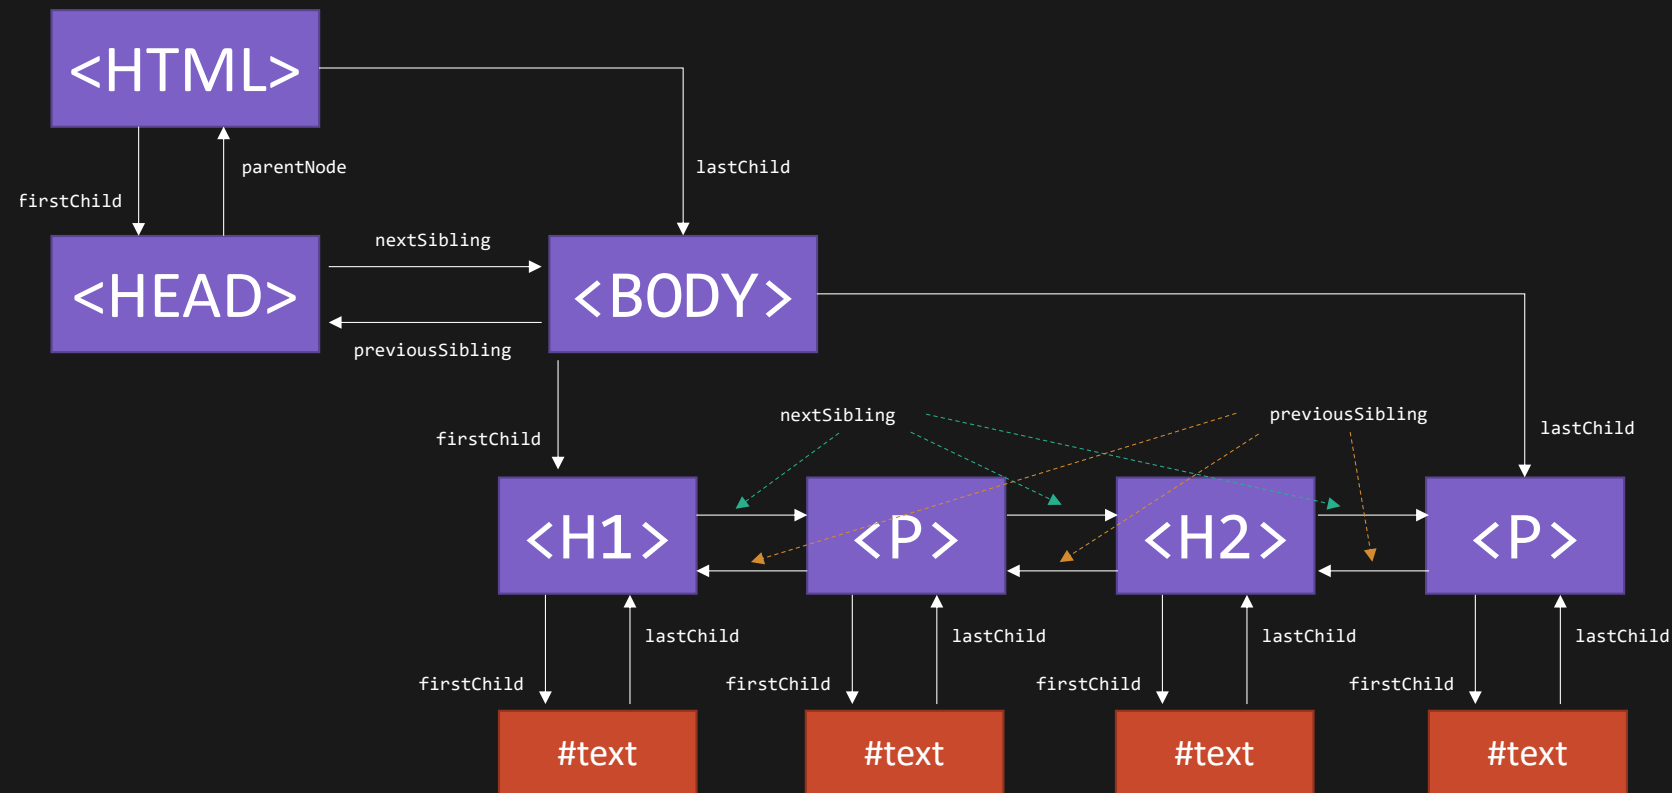 <HTML>
parentNode
lastChild
firstChild
nextSibling
<HEAD>
<BODY>
previousSibling
nextSibling
previousSibling
firstChild
lastChild
<H1>
<P>
<H2>
<P>
lastChild
lastChild
lastChild
lastChild
firstChild
firstChild
firstChild
firstChild
#text
#text
#text
#text